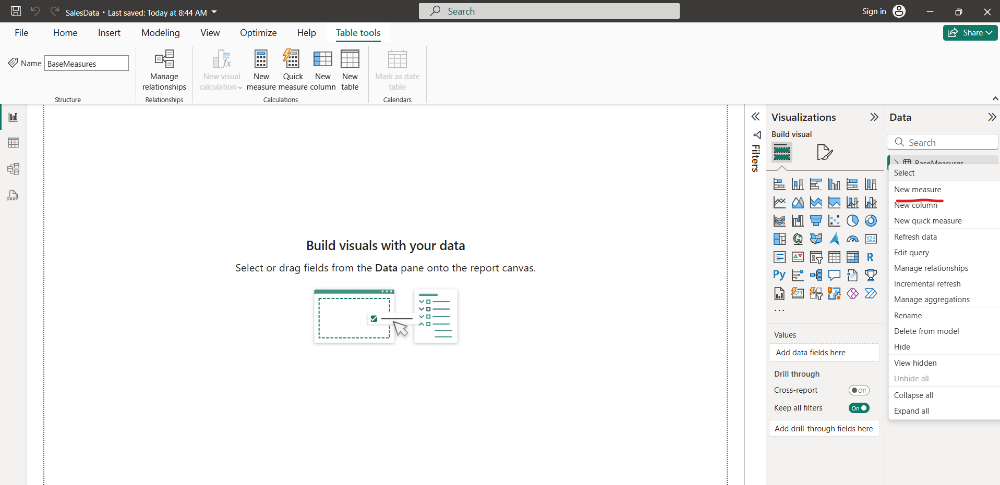 SalesData • Last saved: Today at 8:44 AM
Search
Sign in
File Home Insert Modeling View Optimize Help Table tools
Share
Name BaseMeasures
Manage relationships
New visual calculation
New measure
Quick measure
New column
New table
Mark as date table
Structure
Relationships
Calculations
Calendars
Build visuals with your data
Select or drag fields from the Data pane onto the report canvas.
Filters
Visualizations
Build visual
123
R
Py
123
...
Values
Add data fields here
Drill through
Cross-report
Off
Keep all filters
On
Add drill-through fields here
Data
Search
BaseMeasures
Select
New measure
New column
New quick measure
Refresh data
Edit query
Manage relationships
Incremental refresh
Manage aggregations
Rename
Delete from model
Hide
View hidden
Unhide all
Collapse all
Expand all
DAX
fx